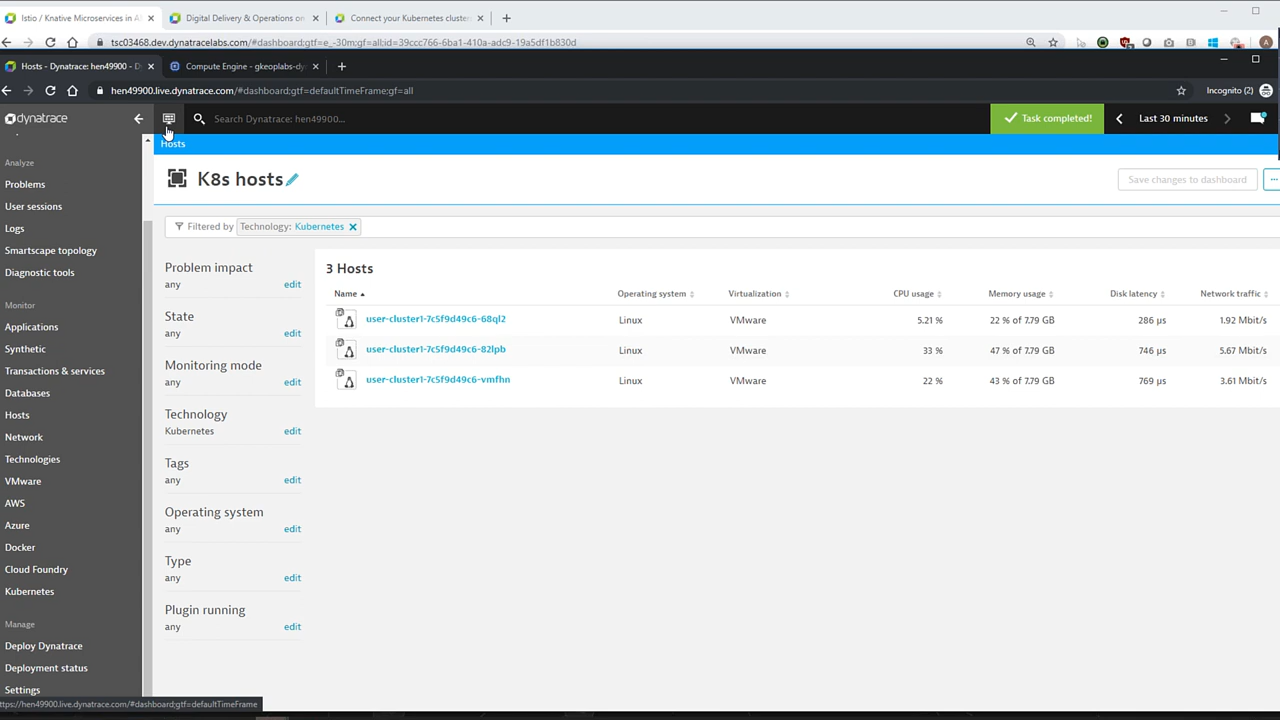 Istio / Knative Microservices in A
Digital Delivery & Operations on
Connect your Kubernetes cluster
tsc03468.dev.dynatracelabs.com/#dashboard;gtf=e_-30m;gf=all;id=39ccc766-6ba1-410a-adc9-19a5df1b830d
Hosts - Dynatrace: hen49900 - D
Compute Engine - gkeoplabs-dy
hen49900.live.dynatrace.com/#dashboard;gtf=defaultTimeFrame;gf=all
Incognito (2)
dynatrace
Search Dynatrace: hen49900...
Task completed!
Last 30 minutes
Hosts
Analyze
Problems
User sessions
Logs
Smartscape topology
Diagnostic tools
Monitor
Applications
Synthetic
Transactions & services
Databases
Hosts
Network
Technologies
VMware
AWS
Azure
Docker
Cloud Foundry
Kubernetes
Manage
Deploy Dynatrace
Deployment status
Settings
K8s hosts
Save changes to dashboard
...
Filtered by Technology: Kubernetes
Problem impact
any edit
State
any edit
Monitoring mode
any edit
Technology
Kubernetes edit
Tags
any edit
Operating system
any edit
Type
any edit
Plugin running
any edit
3 Hosts
Name Operating system Virtualization CPU usage Memory usage Disk latency Network traffic
user-cluster1-7c5f9d49c6-68ql2 Linux VMware 5.21 % 22 % of 7.79 GB 286 µs 1.92 Mbit/s
user-cluster1-7c5f9d49c6-82lpb Linux VMware 33 % 47 % of 7.79 GB 746 µs 5.67 Mbit/s
user-cluster1-7c5f9d49c6-vmfhn Linux VMware 22 % 43 % of 7.79 GB 769 µs 3.61 Mbit/s
https://hen49900.live.dynatrace.com/#dashboard;gtf=defaultTimeFrame